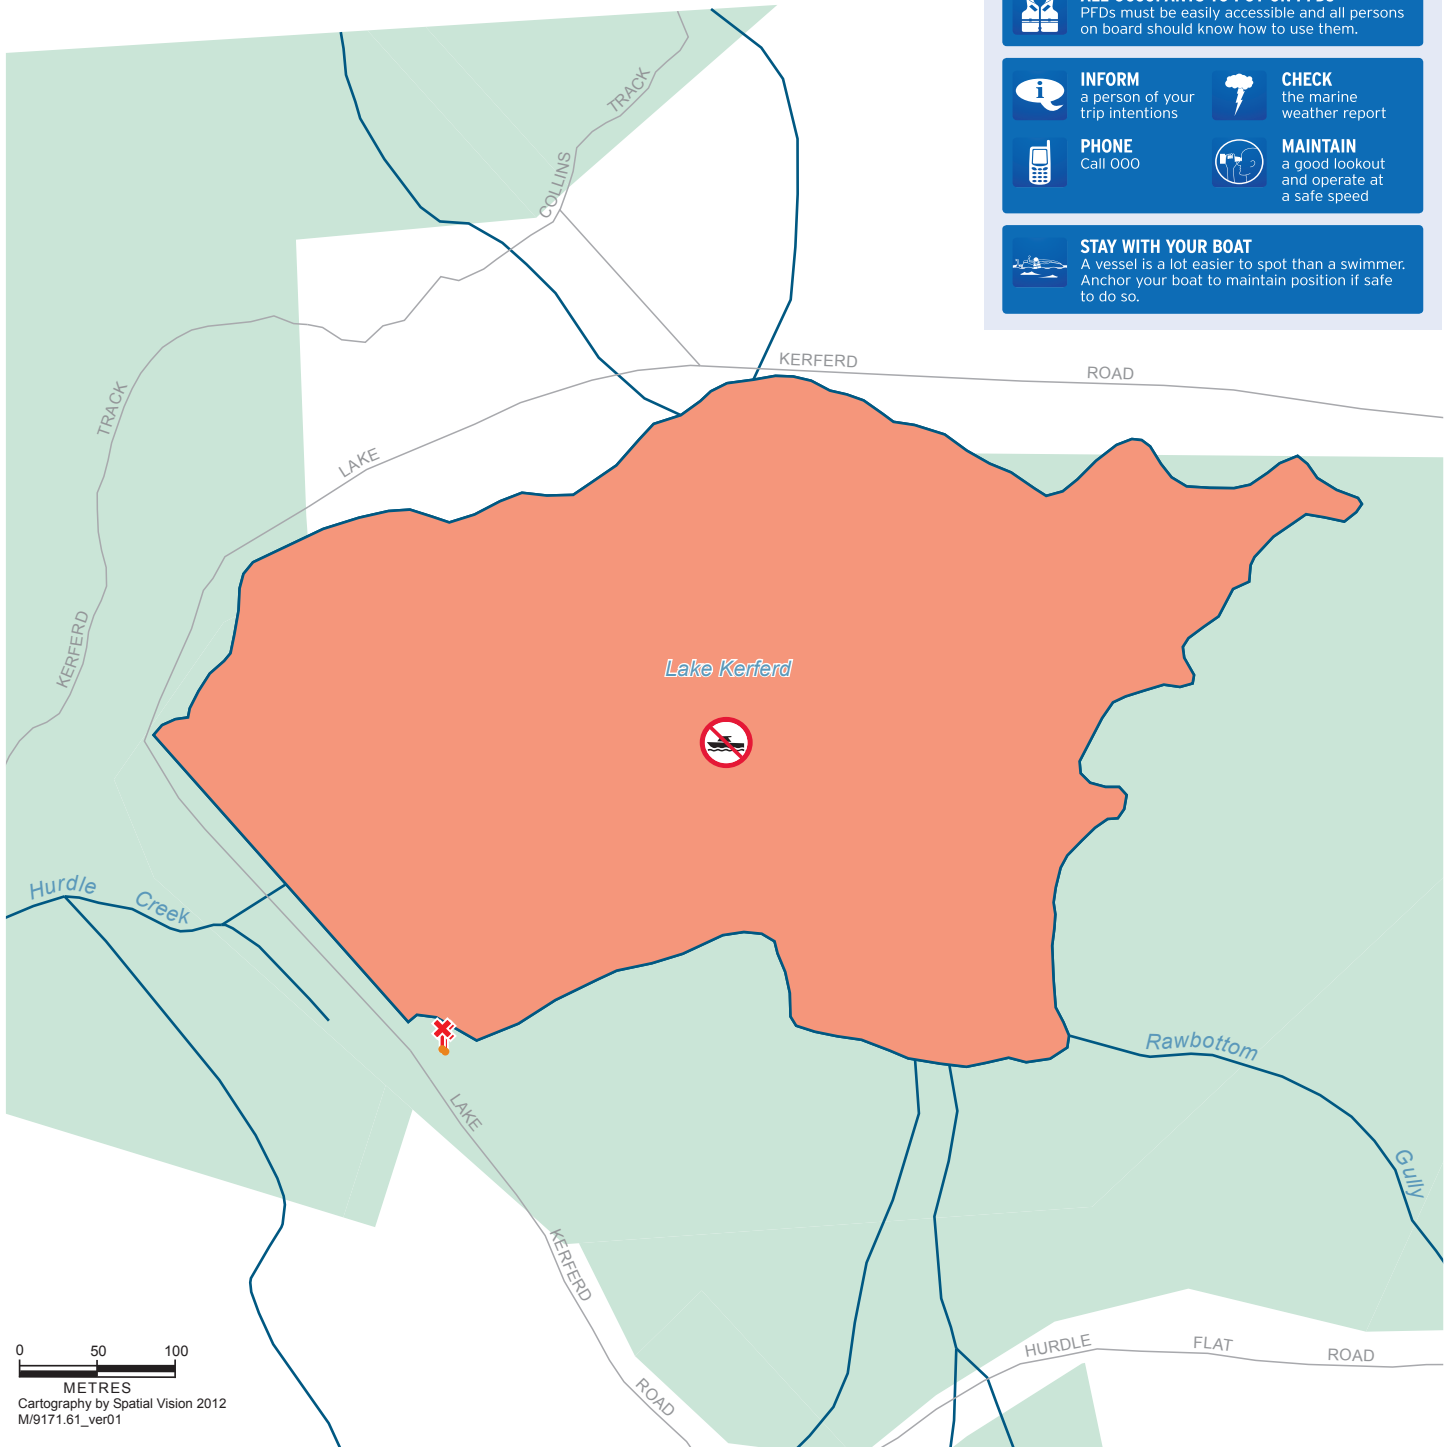 PFDs must be easily accessible and all persons
on board should know how to use them.
INFORM
a person of your
trip intentions
CHECK
the marine
weather report
PHONE
Call 000
MAINTAIN
a good lookout
and operate at
a safe speed
STAY WITH YOUR BOAT
A vessel is a lot easier to spot than a swimmer.
Anchor your boat to maintain position if safe
to do so.
TRACK
COLLINS
KERFERD
ROAD
TRACK
LAKE
KERFERD
Lake Kerferd
Hurdle
Creek
Rawbottom
Gully
LAKE
KERFERD
ROAD
HURDLE
FLAT
ROAD
0 50 100
METRES
Cartography by Spatial Vision 2012
M/9171.61_ver01